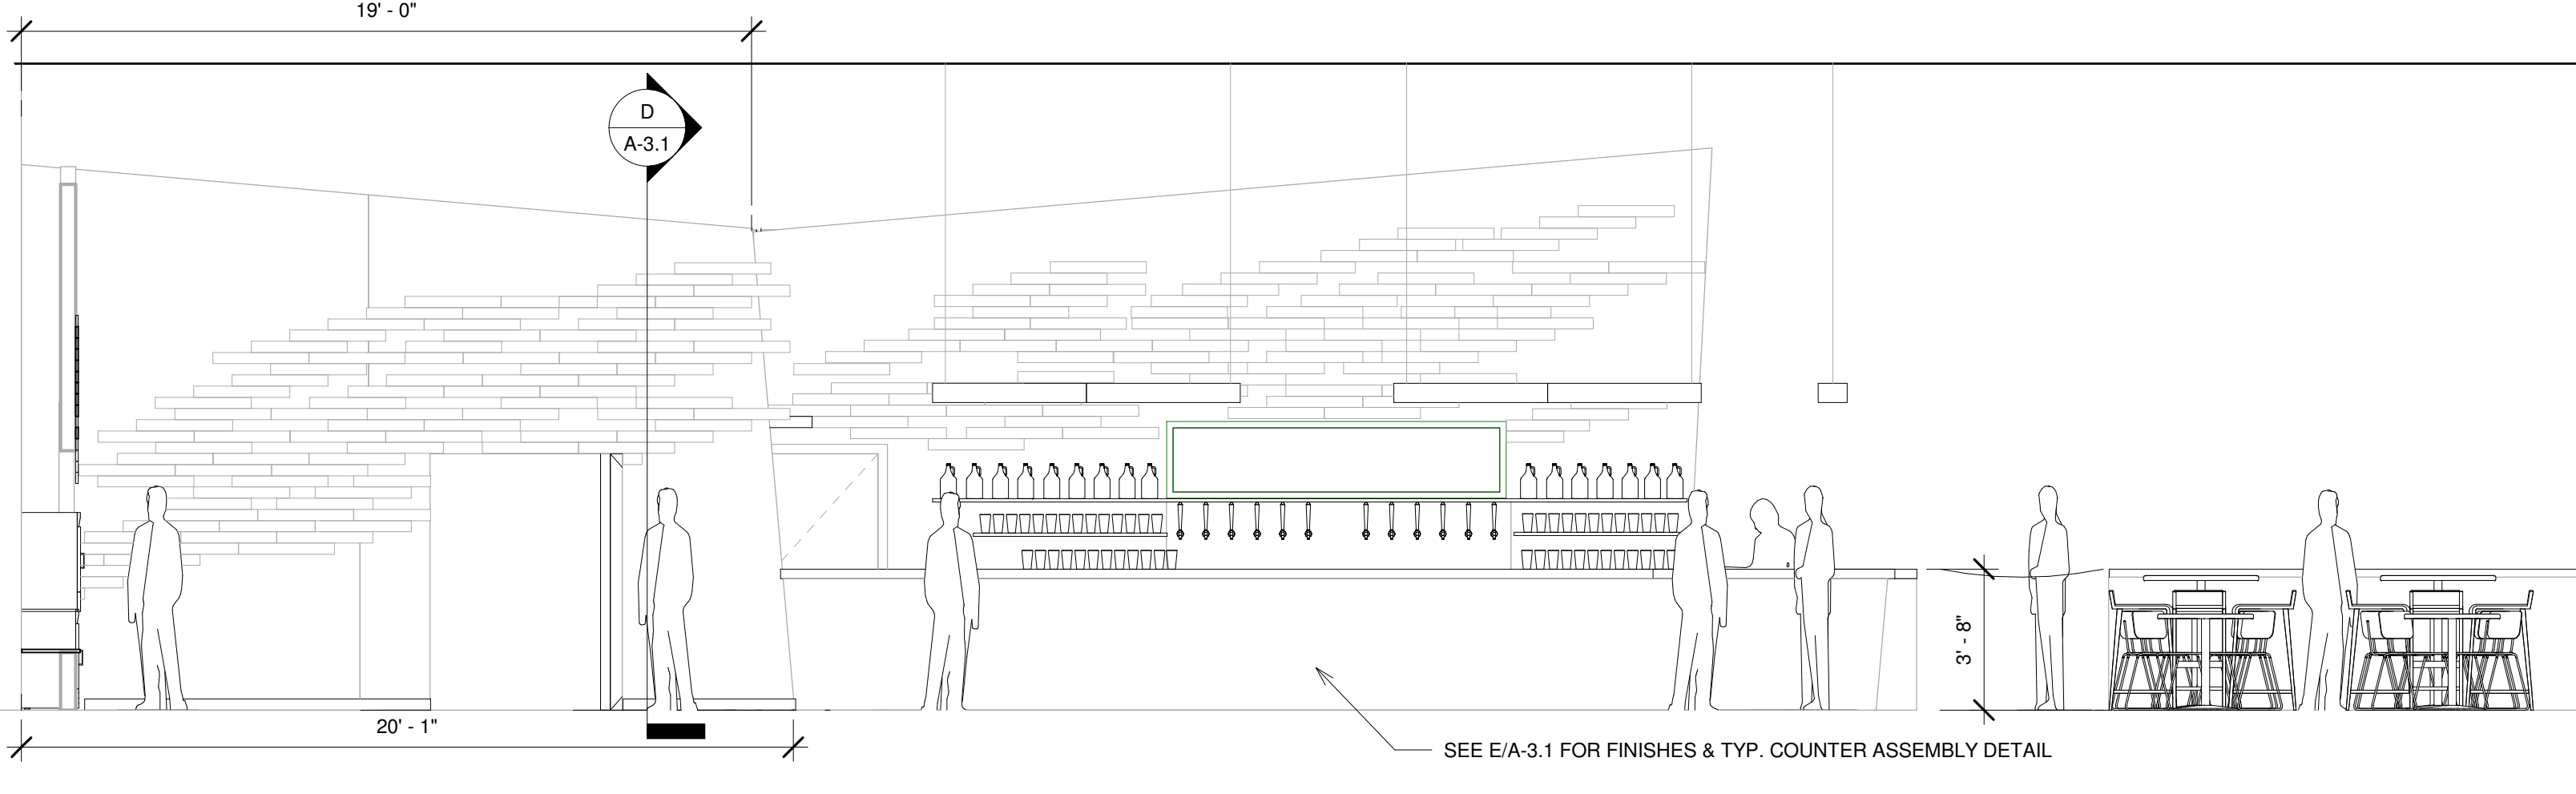 19' - 0"
D
A-3.1
3' - 8"
20' - 1"
SEE E/A-3.1 FOR FINISHES & TYP. COUNTER ASSEMBLY DETAIL